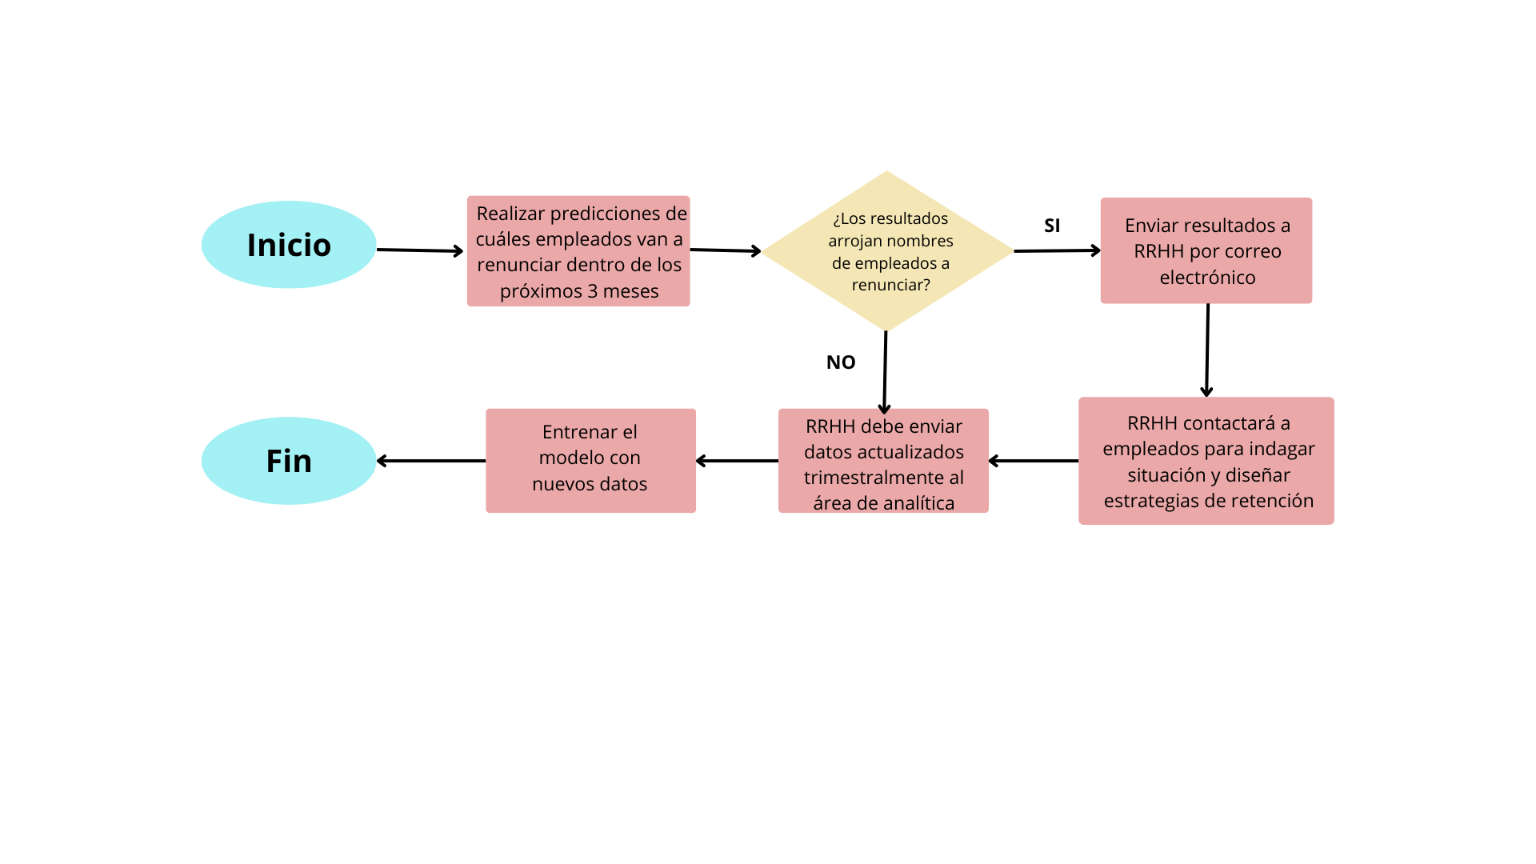 Inicio
Realizar predicciones de
cuáles empleados van a
renunciar dentro de los
próximos 3 meses
¿Los resultados
arrojan nombres
de empleados a
renunciar?
SI
Enviar resultados a
RRHH por correo
electrónico
NO
RRHH contactará a
empleados para indagar
situación y diseñar
estrategias de retención
RRHH debe enviar
datos actualizados
trimestralmente al
área de analítica
Entrenar el
modelo con
nuevos datos
Fin